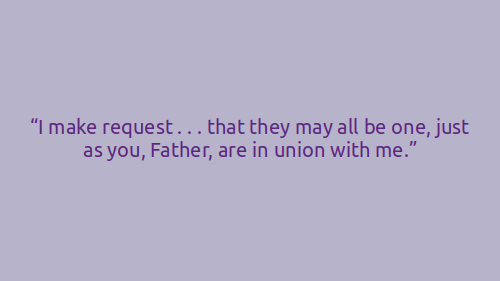 “I make request . . . that they may all be one, just
as you, Father, are in union with me.”